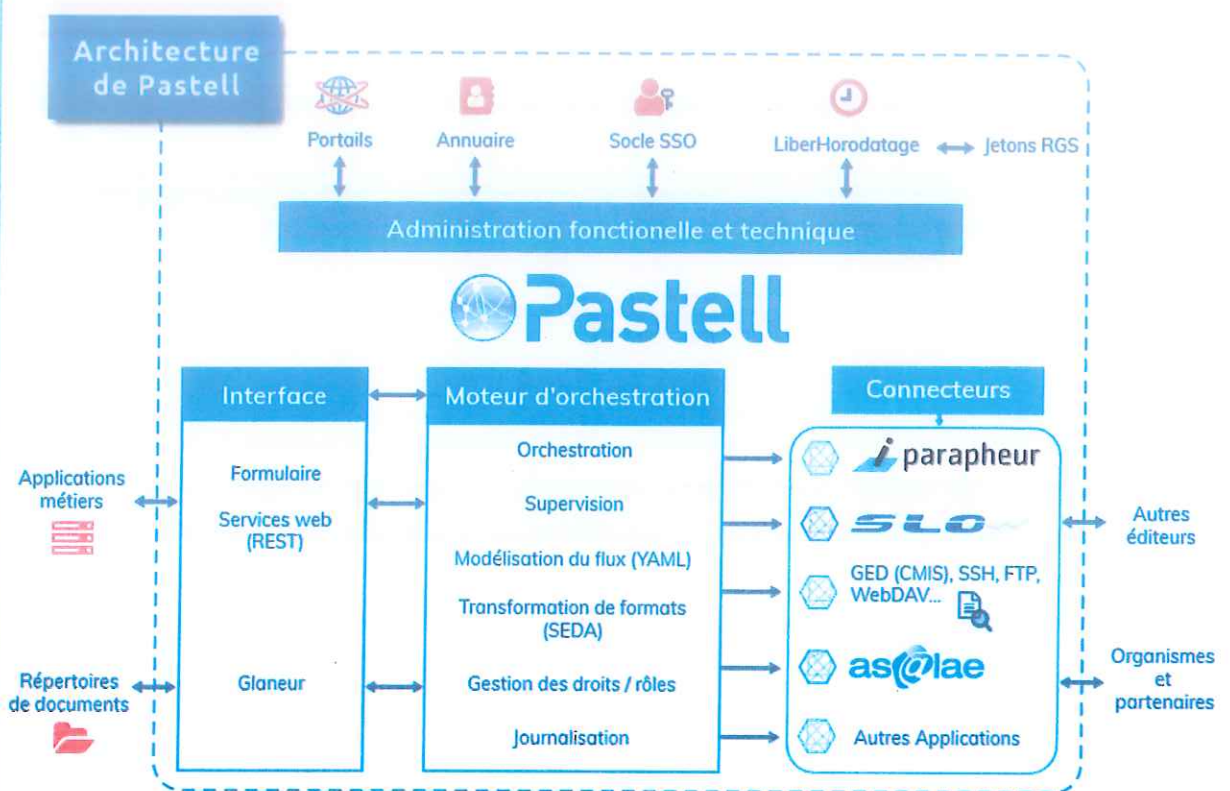 Architecture
de Pastell
Portails
Annuaire
Socle SSO
LiberHorodatage
Jetons RGS
Administration fonctionelle et technique
Pastell
Interface
Moteur d'orchestration
Connecteurs
Applications
métiers
Répertoires
de documents
Formulaire
Services web
(REST)
Glaneur
Orchestration
Supervision
Modélisation du flux (YAML)
Transformation de formats
(SEDA)
Gestion des droits / rôles
Journalisation
i parapheur
SLO
GED (CMIS), SSH, FTP,
WebDAV...
as@lae
Autres Applications
Autres
éditeurs
Organismes
et
partenaires